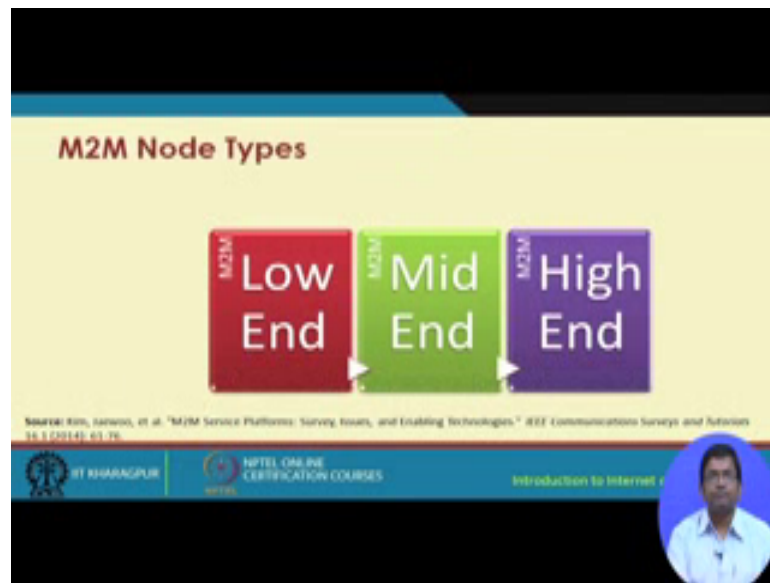 M2M Node Types
M2M
Low
End
M2M
Mid
End
M2M
High
End
Source: Kim, Jaewoo, et al. "M2M Service Platforms: Survey, Issues, and Enabling Technologies." IEEE Communications Surveys and Tutorials
16.1 (2014): 61-76.
IIT KHARAGPUR
NPTEL
NPTEL ONLINE
CERTIFICATION COURSES
Introduction to Internet